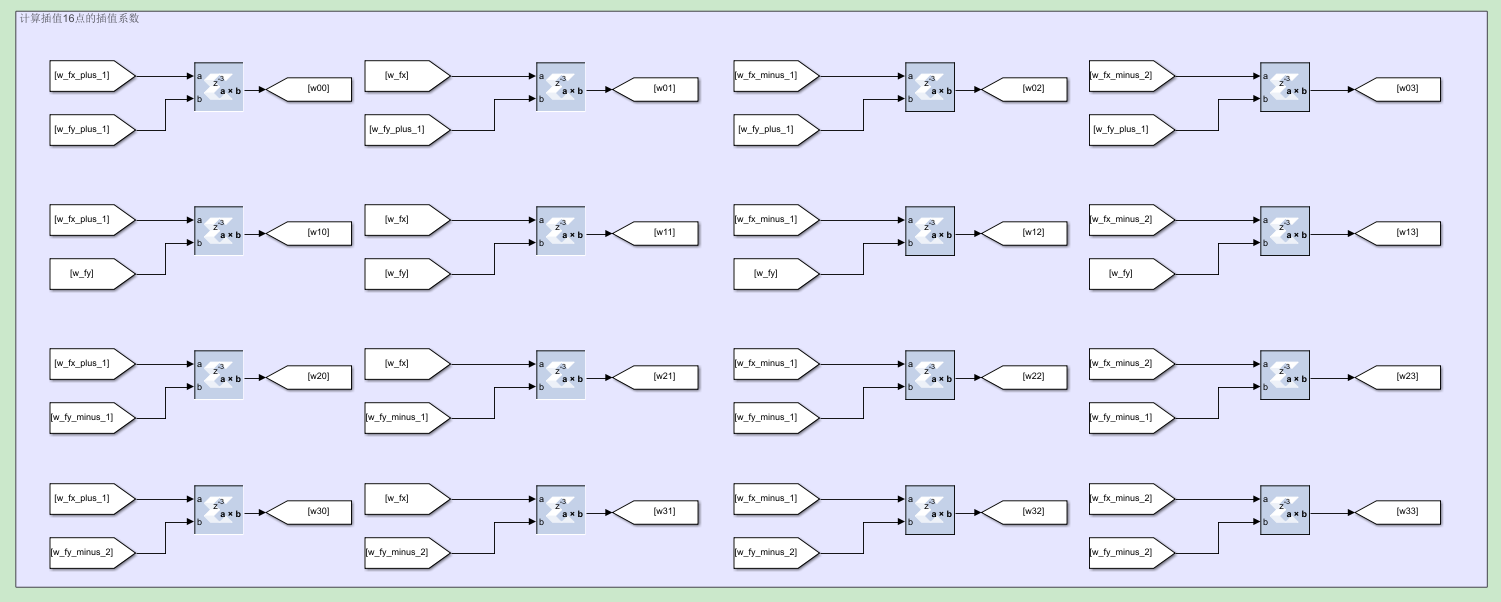 计算插值16点的插值系数
[w_fx_plus_1] a z-3 a × b b [w00] [w_fy_plus_1]
[w_fx] a z-3 a × b b [w01] [w_fy_plus_1]
[w_fx_minus_1] a z-3 a × b b [w02] [w_fy_plus_1]
[w_fx_minus_2] a z-3 a × b b [w03] [w_fy_plus_1]
[w_fx_plus_1] a z-3 a × b b [w10] [w_fy]
[w_fx] a z-3 a × b b [w11] [w_fy]
[w_fx_minus_1] a z-3 a × b b [w12] [w_fy]
[w_fx_minus_2] a z-3 a × b b [w13] [w_fy]
[w_fx_plus_1] a z-3 a × b b [w20] [w_fy_minus_1]
[w_fx] a z-3 a × b b [w21] [w_fy_minus_1]
[w_fx_minus_1] a z-3 a × b b [w22] [w_fy_minus_1]
[w_fx_minus_2] a z-3 a × b b [w23] [w_fy_minus_1]
[w_fx_plus_1] a z-3 a × b b [w30] [w_fy_minus_2]
[w_fx] a z-3 a × b b [w31] [w_fy_minus_2]
[w_fx_minus_1] a z-3 a × b b [w32] [w_fy_minus_2]
[w_fx_minus_2] a z-3 a × b b [w33] [w_fy_minus_2]